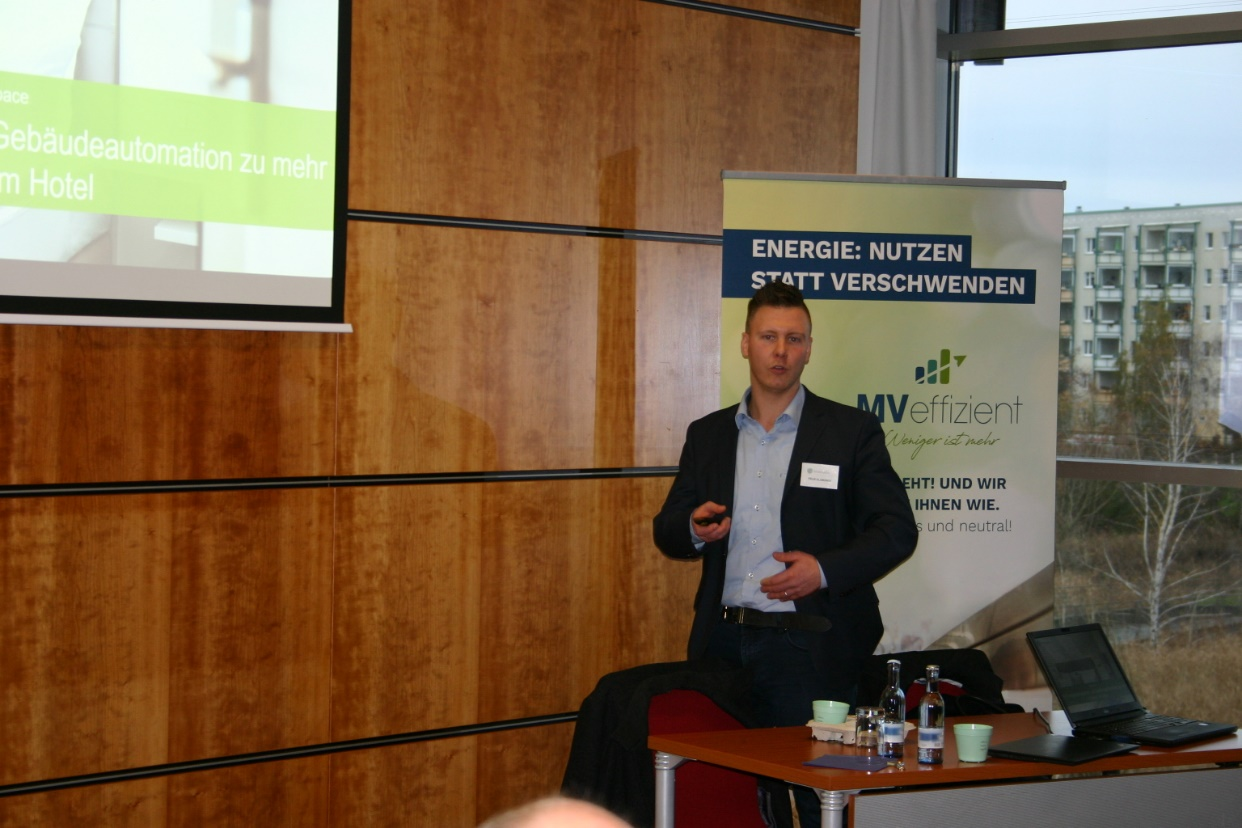 pace
Gebäudeautomation zu mehr
m Hotel
ENERGIE: NUTZEN
STATT VERSCHWENDEN
MVeffizient
Weniger ist mehr
EHT! UND WIR
IHNEN WIE.
s und neutral!